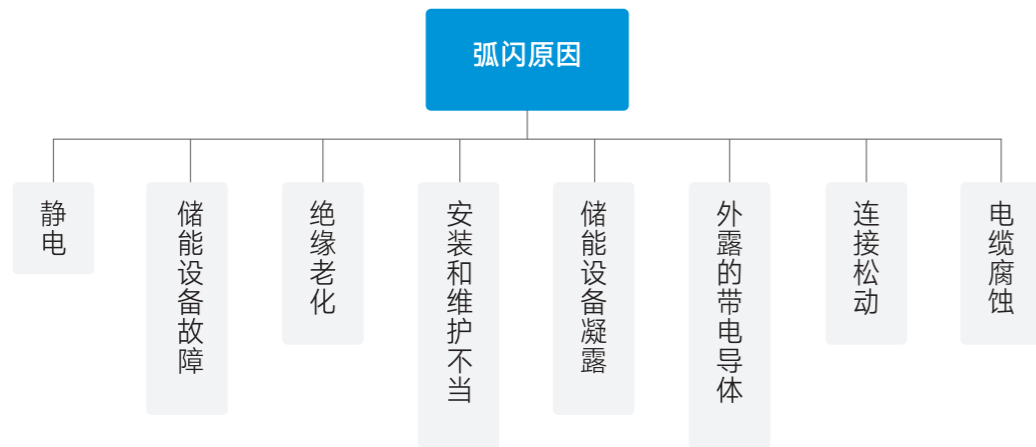 弧闪原因
静电
储能设备故障
绝缘老化
安装和维护不当
储能设备凝露
外露的带电导体
连接松动
电缆腐蚀